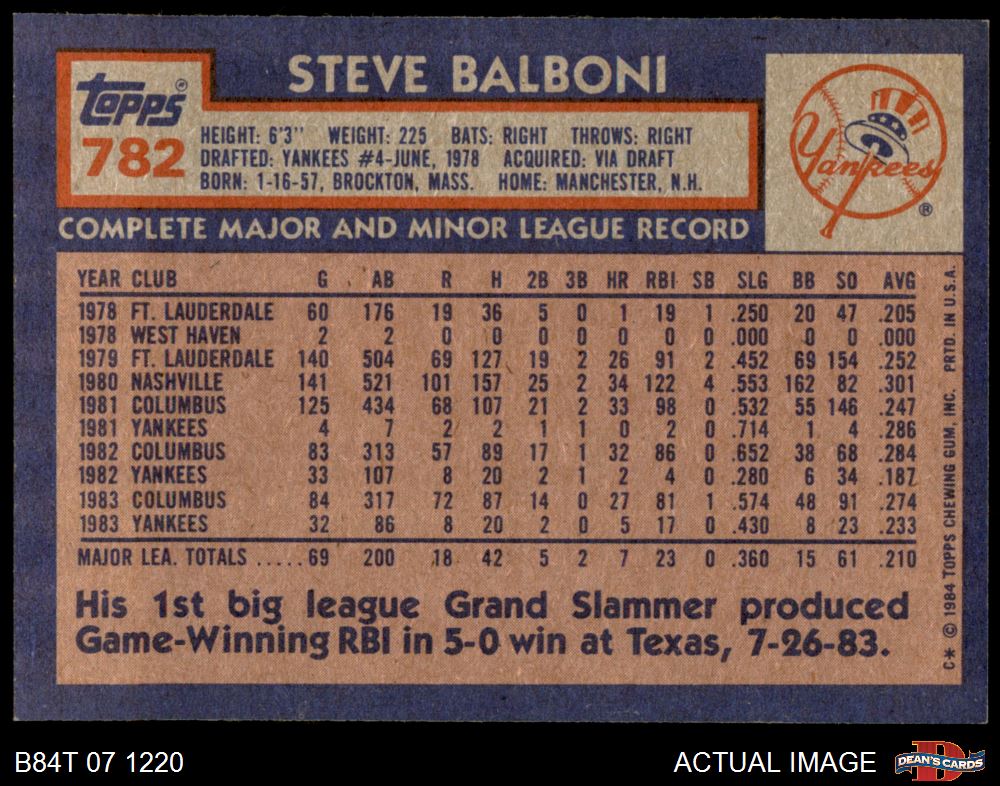 STEVE BALBONI
Topps®
782
HEIGHT: 6'3" WEIGHT: 225 BATS: RIGHT THROWS: RIGHT
DRAFTED: YANKEES #4-JUNE, 1978 ACQUIRED: VIA DRAFT
BORN: 1-16-57, BROCKTON, MASS. HOME: MANCHESTER, N.H.
Yankees
®
COMPLETE MAJOR AND MINOR LEAGUE RECORD
YEAR CLUB G AB R H 2B 3B HR RBI SB SLG BB SO AVG
1978 FT. LAUDERDALE 60 176 19 36 5 0 1 19 1 .250 20 47 .205
1978 WEST HAVEN 2 2 0 0 0 0 0 0 0 .000 0 0 .000
1979 FT. LAUDERDALE 140 504 69 127 19 2 26 91 2 .452 69 154 .252
1980 NASHVILLE 141 521 101 157 25 2 34 122 4 .553 162 82 .301
1981 COLUMBUS 125 434 68 107 21 2 33 98 0 .532 55 146 .247
1981 YANKEES 4 7 2 2 1 1 0 2 0 .714 1 4 .286
1982 COLUMBUS 83 313 57 89 17 1 32 86 0 .652 38 68 .284
1982 YANKEES 33 107 8 20 2 1 2 4 0 .280 6 34 .187
1983 COLUMBUS 84 317 72 87 14 0 27 81 1 .574 48 91 .274
1983 YANKEES 32 86 8 20 2 0 5 17 0 .430 8 23 .233
MAJOR LEA. TOTALS .....69 200 18 42 5 2 7 23 0 .360 15 61 .210
His 1st big league Grand Slammer produced
Game-Winning RBI in 5-0 win at Texas, 7-26-83.
C* © 1984 TOPPS CHEWING GUM, INC. PRTD. IN U.S.A.
B84T 07 1220
ACTUAL IMAGE
D
DEAN'S CARDS